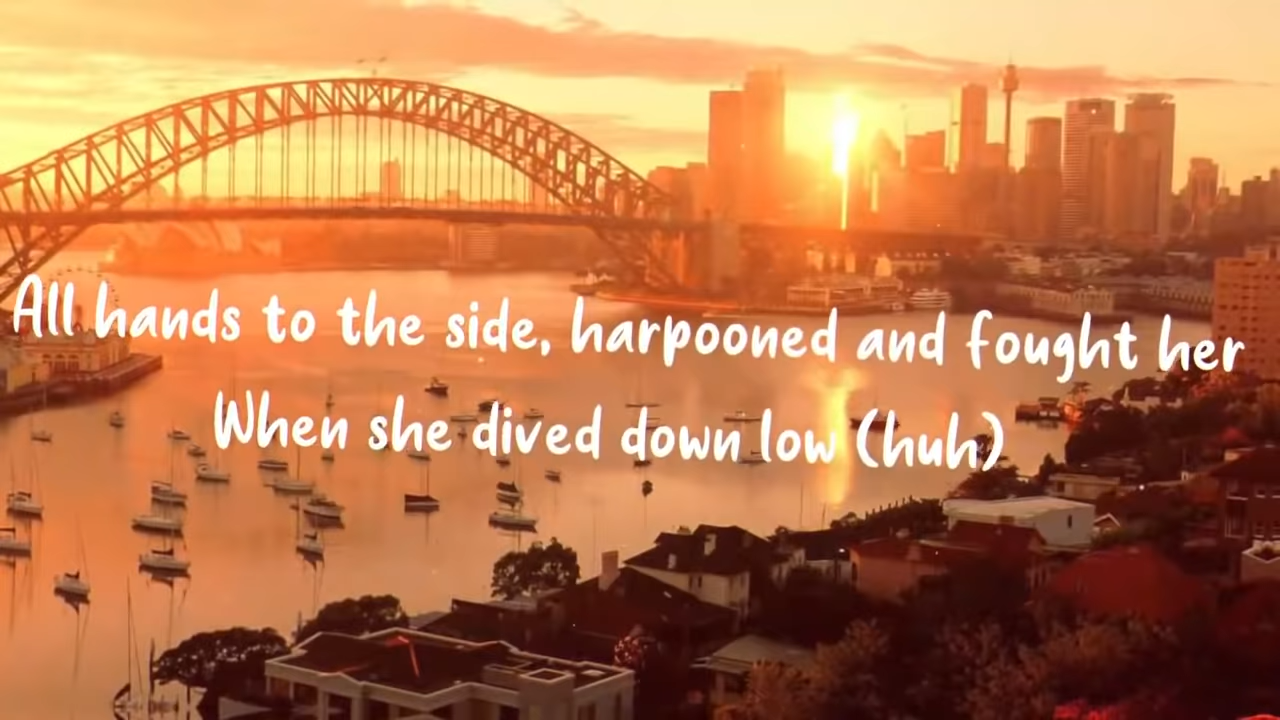 All hands to the side, harpooned and fought her
When she dived down low (huh)